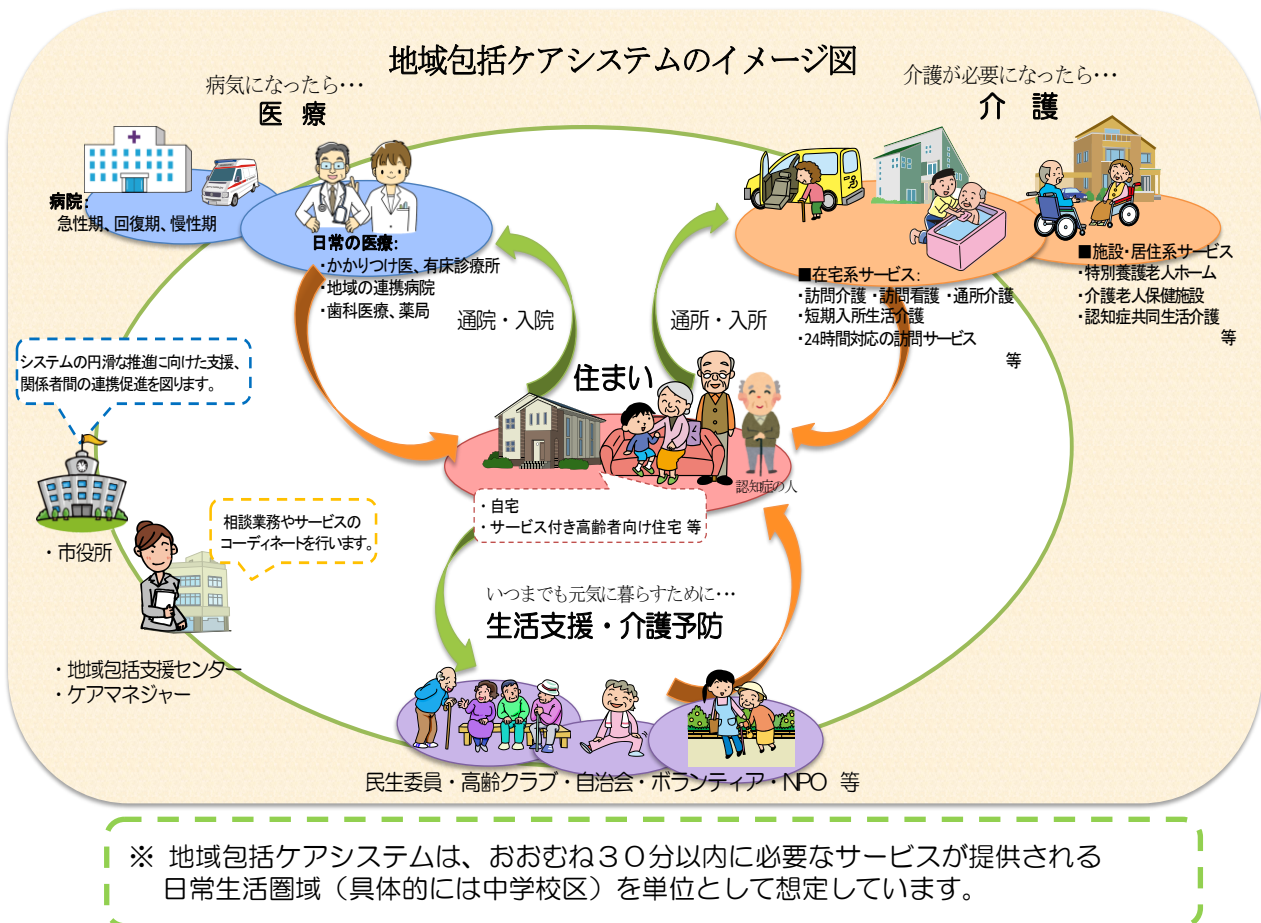 地域包括ケアシステムのイメージ図
病気になったら･･･
医 療
介護が必要になったら･･･
介 護
病院：
急性期、回復期、慢性期
日常の医療：
・かかりつけ医、有床診療所
・地域の連携病院
・歯科医療、薬局
■在宅系サービス：
・訪問介護 ・訪問看護 ・通所介護
・短期入所生活介護
・24時間対応の訪問サービス
等
■施設・居住系サービス
・特別養護老人ホーム
・介護老人保健施設
・認知症共同生活介護
等
通院・入院
通所・入所
住まい
認知症の人
・自宅
・サービス付き高齢者向け住宅 等
システムの円滑な推進に向けた支援、
関係者間の連携促進を図ります。
・市役所
相談業務やサービスの
コーディネートを行います。
・地域包括支援センター
・ケアマネジャー
いつまでも元気に暮らすために･･･
生活支援・介護予防
民生委員・高齢クラブ・自治会・ボランティア・NPO 等
※ 地域包括ケアシステムは、おおむね３０分以内に必要なサービスが提供される
日常生活圏域（具体的には中学校区）を単位として想定しています。